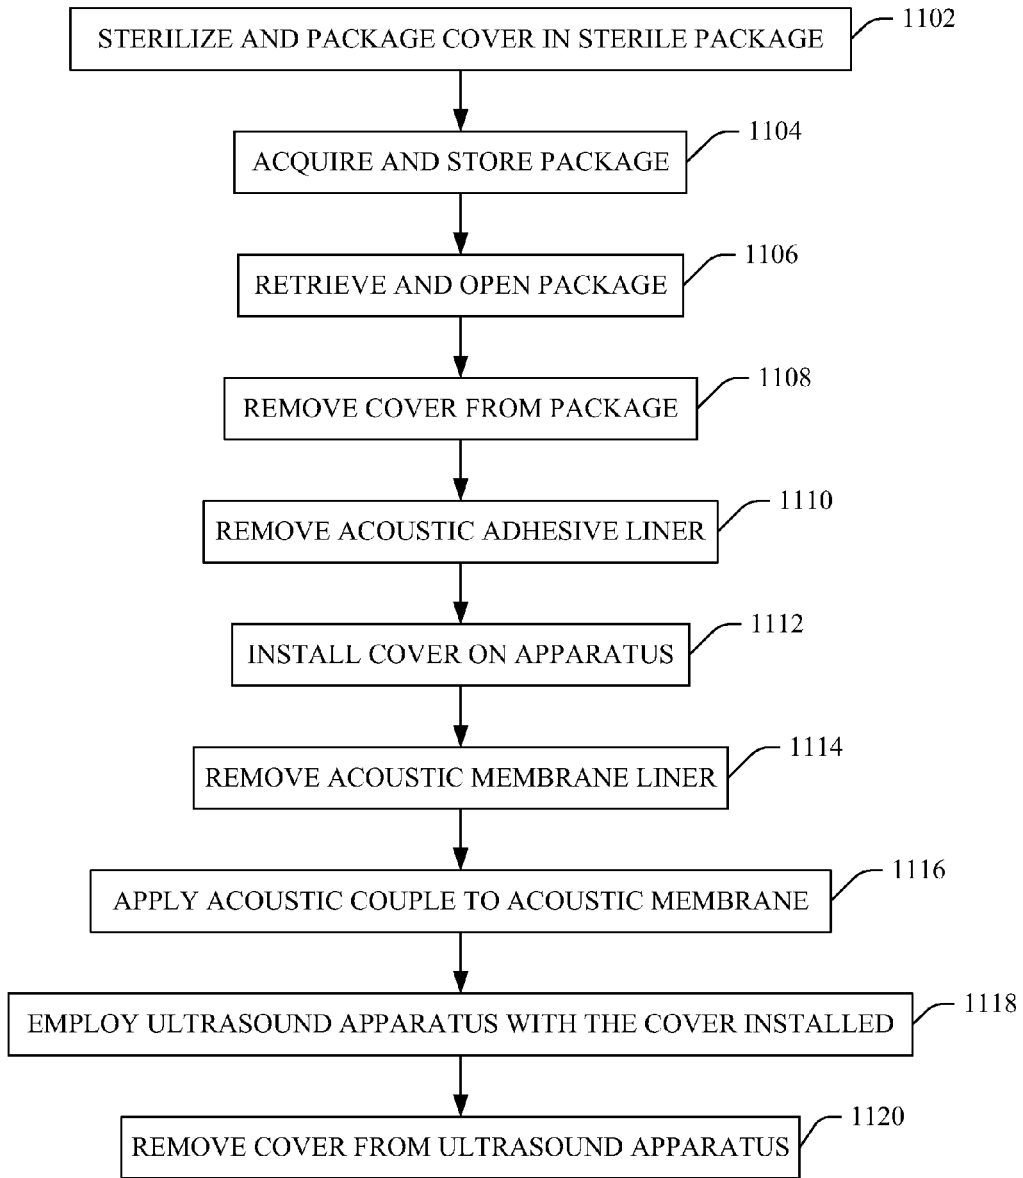 1102
STERILIZE AND PACKAGE COVER IN STERILE PACKAGE
1104
ACQUIRE AND STORE PACKAGE
1106
RETRIEVE AND OPEN PACKAGE
1108
REMOVE COVER FROM PACKAGE
1110
REMOVE ACOUSTIC ADHESIVE LINER
1112
INSTALL COVER ON APPARATUS
1114
REMOVE ACOUSTIC MEMBRANE LINER
1116
APPLY ACOUSTIC COUPLE TO ACOUSTIC MEMBRANE
1118
EMPLOY ULTRASOUND APPARATUS WITH THE COVER INSTALLED
1120
REMOVE COVER FROM ULTRASOUND APPARATUS